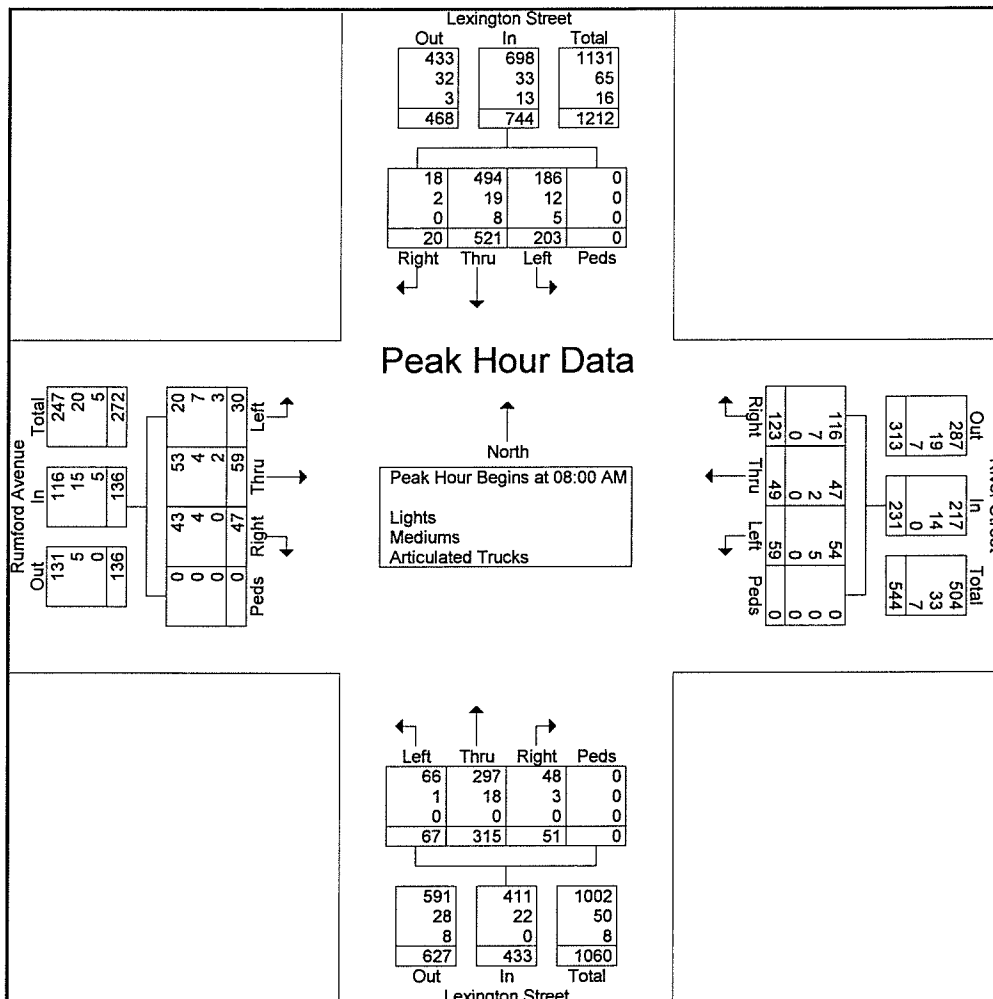 Lexington Street
Out In Total
433 698 1131
32 33 65
3 13 16
468 744 1212
18 494 186 0
2 19 12 0
0 8 5 0
20 521 203 0
Right Thru Left Peds
Peak Hour Data
North
Peak Hour Begins at 08:00 AM
Lights
Mediums
Articulated Trucks
Rumford Avenue
Out In Total
131 116 247
5 15 20
0 5 5
136 136 272
Peds Right Thru Left
0 43 53 20
0 4 4 7
0 0 2 3
0 47 59 30
Out In Total
287 217 504
19 14 33
7 0 7
313 231 544
Right Thru Left Peds
116 47 54 0
7 2 5 0
0 0 0 0
123 49 59 0
Left Thru Right Peds
66 297 48 0
1 18 3 0
0 0 0 0
67 315 51 0
591 411 1002
28 22 50
8 0 8
627 433 1060
Out In Total
Lexington Street